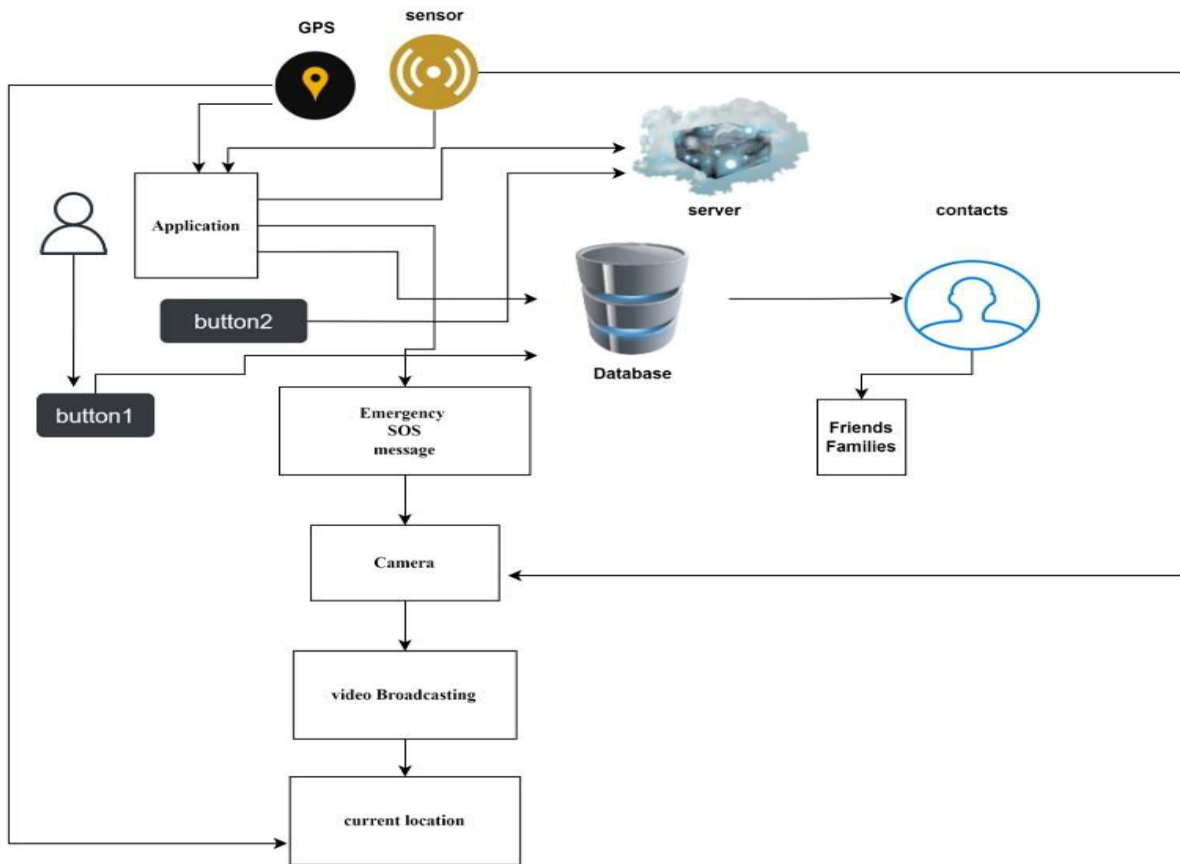 sensor
GPS
Application
server
contacts
button2
Database
button1
Emergency
SOS
message
Friends
Families
Camera
video Broadcasting
current location